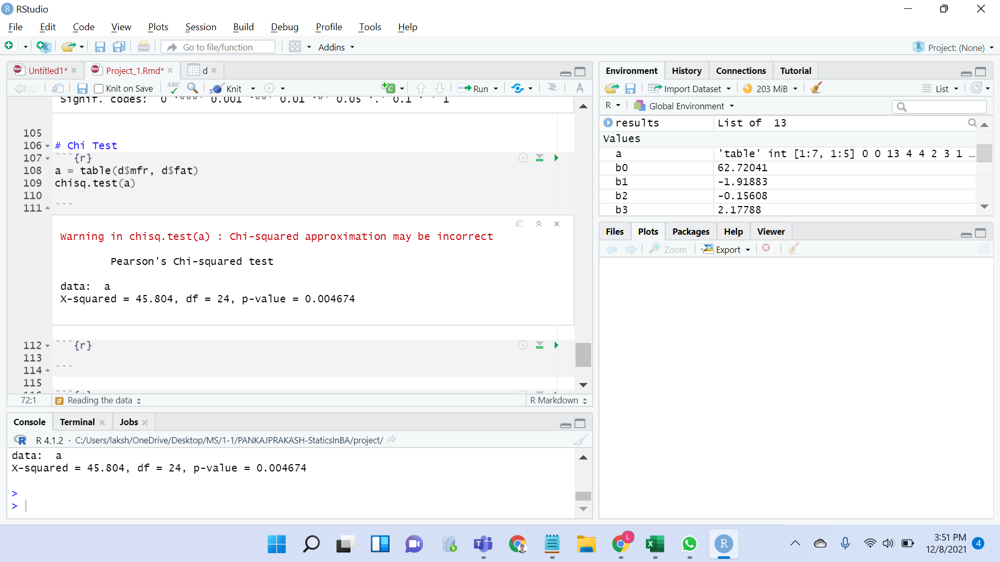 RStudio
File Edit Code View Plots Session Build Debug Profile Tools Help
Go to file/function Addins Project: (None)
Untitled1* Project_1.Rmd* d
Knit on Save ABC Knit Run
Signif. codes: 0 ‘***’ 0.001 ‘**’ 0.01 ‘*’ 0.05 ‘.’ 0.1 ‘ ’ 1
105
106 # Chi Test
107 ```{r}
108 a = table(d$mfr, d$fat)
109 chisq.test(a)
110
111 ```
Warning in chisq.test(a) : Chi-squared approximation may be incorrect
Pearson's Chi-squared test
data: a
X-squared = 45.804, df = 24, p-value = 0.004674
112 ```{r}
113
114 ```
115
116 ```{r}
72:1 # Reading the data R Markdown
Console Terminal Jobs
R 4.1.2 · C:/Users/laksh/OneDrive/Desktop/MS/1-1/PANKAJPRAKASH-StaticsInBA/project/
data: a
X-squared = 45.804, df = 24, p-value = 0.004674
>
>
Environment History Connections Tutorial
Import Dataset 203 MiB List
R Global Environment
results List of 13
Values
a 'table' int [1:7, 1:5] 0 0 13 4 4 2 3 1 ...
b0 62.72041
b1 -1.91883
b2 -0.15608
b3 2.17788
Files Plots Packages Help Viewer
Zoom Export
L
3:51 PM
12/8/2021 4